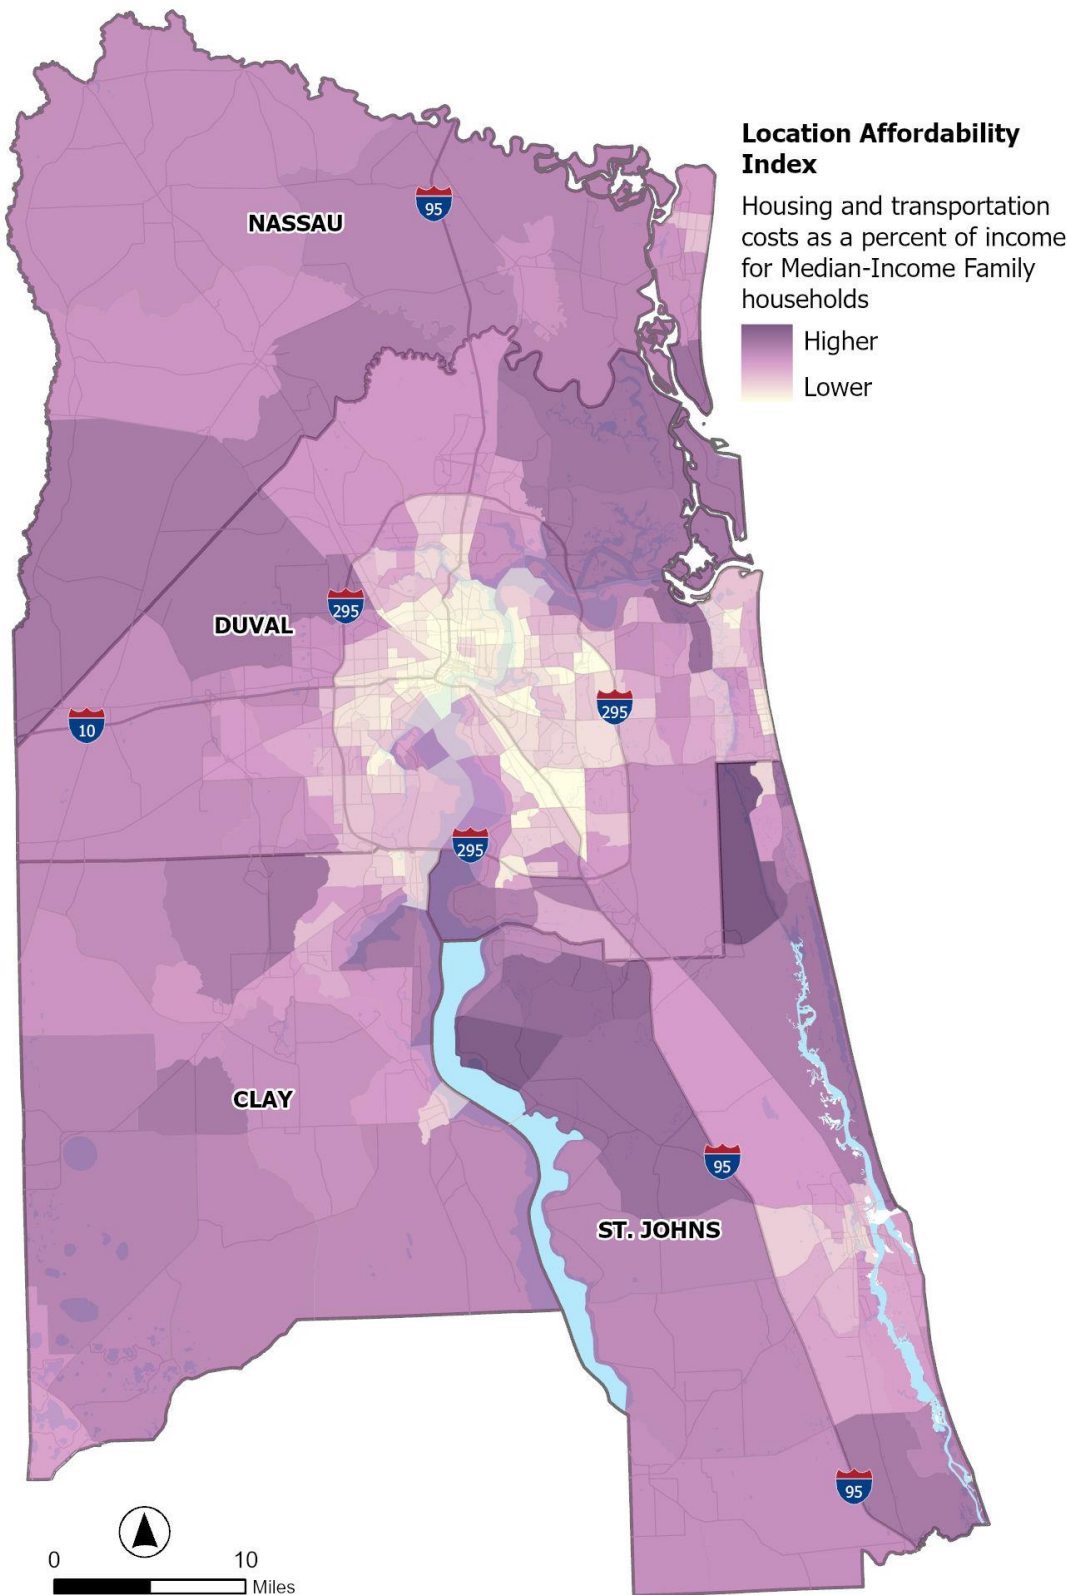 Location Affordability
Index
Housing and transportation
costs as a percent of income
for Median-Income Family
households
Higher
Lower
NASSAU
95
DUVAL
295
295
10
295
CLAY
95
ST. JOHNS
95
0 10
Miles